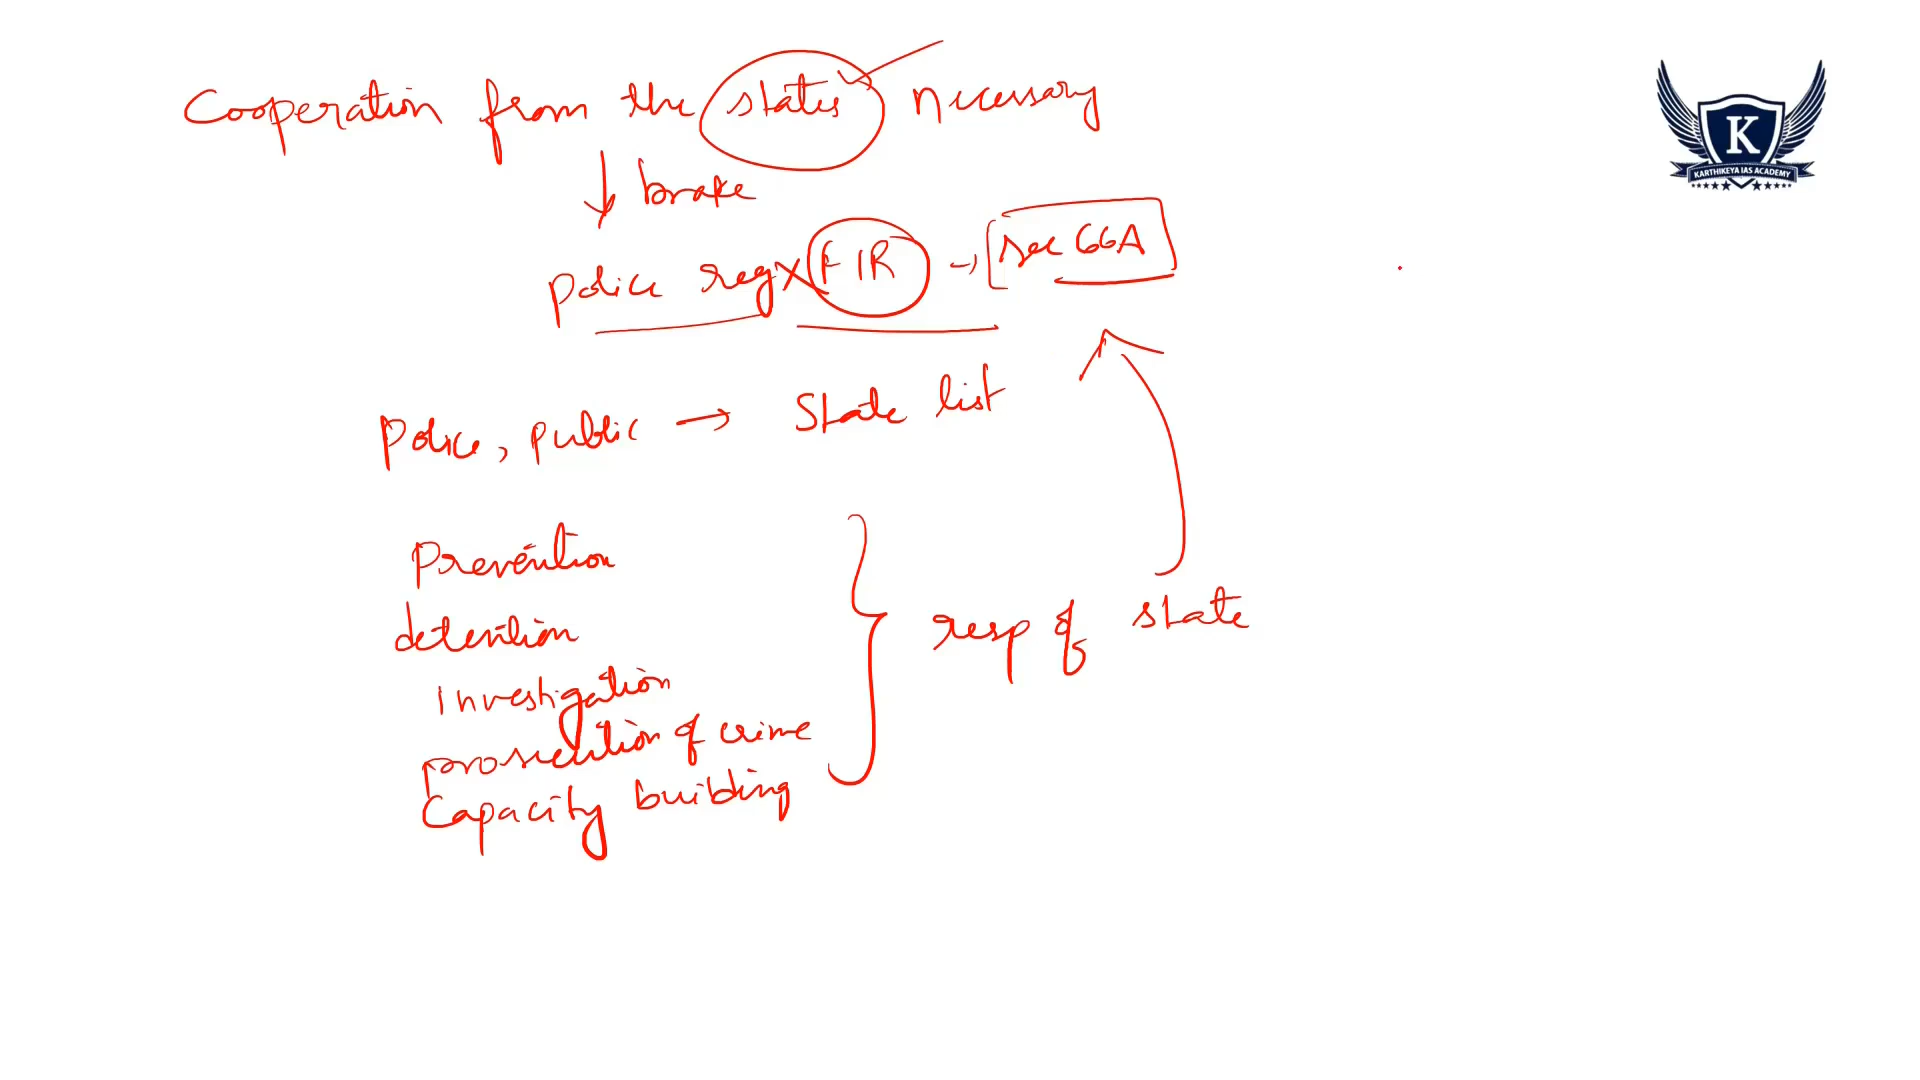 Cooperation from the states necessary
brake
police reg x FIR → sec 66A
Police, public → State list
Prevention
detention
Investigation
prosecution of crime
Capacity building
resp of state
K
KARTHIKEYA IAS ACADEMY